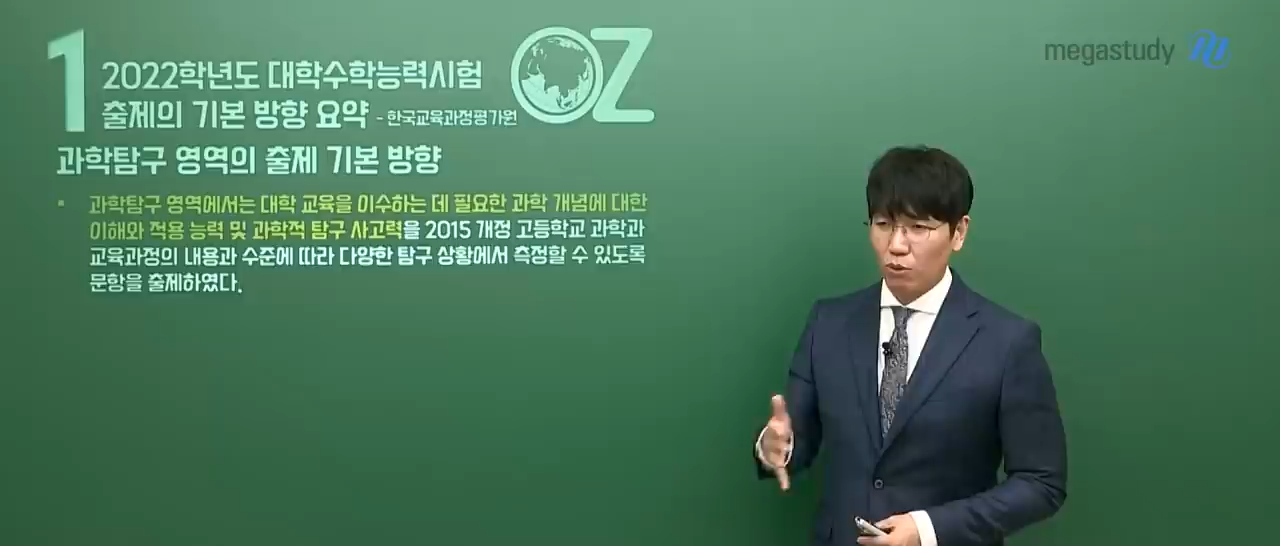 1
2022학년도 대학수학능력시험
출제의 기본 방향 요약 - 한국교육과정평가원
OZ
megastudy
과학탐구 영역의 출제 기본 방향
▪ 과학탐구 영역에서는 대학 교육을 이수하는 데 필요한 과학 개념에 대한
이해와 적용 능력 및 과학적 탐구 사고력을 2015 개정 고등학교 과학과
교육과정의 내용과 수준에 따라 다양한 탐구 상황에서 측정할 수 있도록
문항을 출제하였다.